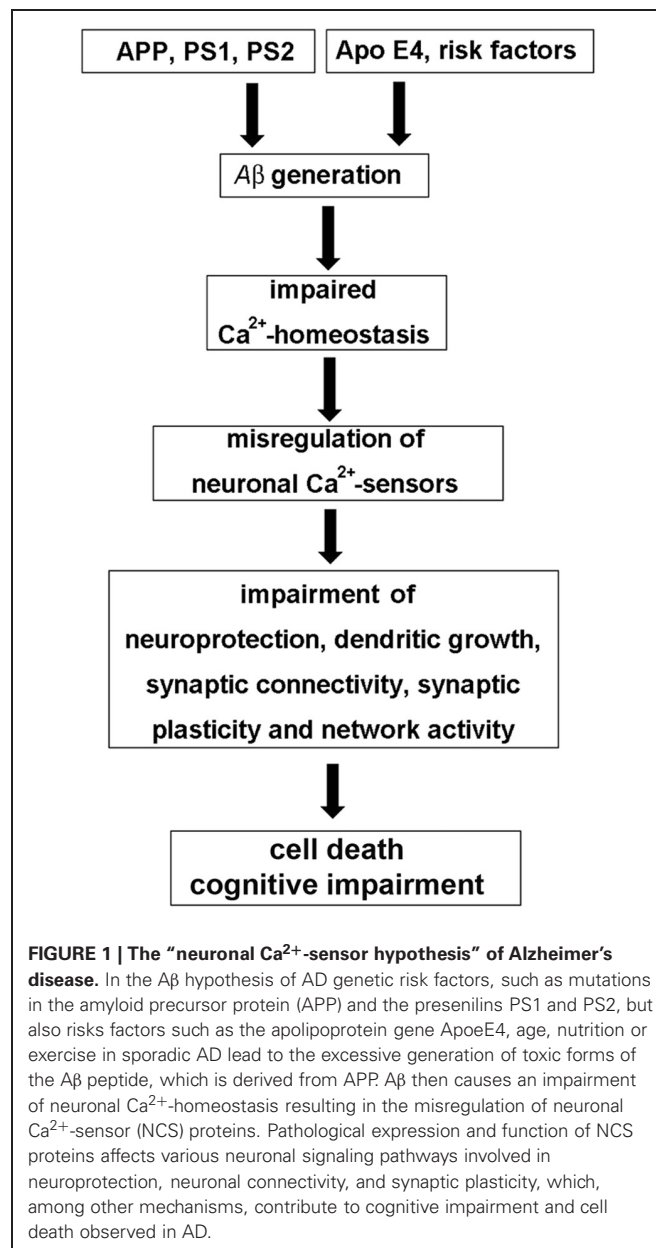 APP, PS1, PS2
Apo E4, risk factors
Aβ generation
impaired
Ca²⁺-homeostasis
misregulation of
neuronal Ca²⁺-sensors
impairment of
neuroprotection, dendritic growth,
synaptic connectivity, synaptic
plasticity and network activity
cell death
cognitive impairment
FIGURE 1 | The “neuronal Ca²⁺-sensor hypothesis” of Alzheimer’s
disease. In the Aβ hypothesis of AD genetic risk factors, such as mutations
in the amyloid precursor protein (APP) and the presenilins PS1 and PS2, but
also risks factors such as the apolipoprotein gene ApoeE4, age, nutrition or
exercise in sporadic AD lead to the excessive generation of toxic forms of
the Aβ peptide, which is derived from APP. Aβ then causes an impairment
of neuronal Ca²⁺-homeostasis resulting in the misregulation of neuronal
Ca²⁺-sensor (NCS) proteins. Pathological expression and function of NCS
proteins affects various neuronal signaling pathways involved in
neuroprotection, neuronal connectivity, and synaptic plasticity, which,
among other mechanisms, contribute to cognitive impairment and cell
death observed in AD.